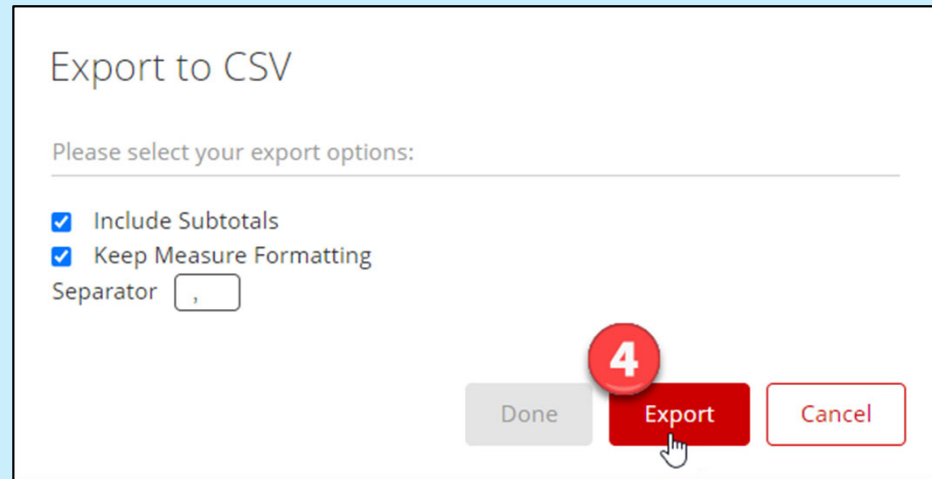 Export to CSV
Please select your export options:
Include Subtotals
Keep Measure Formatting
Separator ,
4
Done Export Cancel